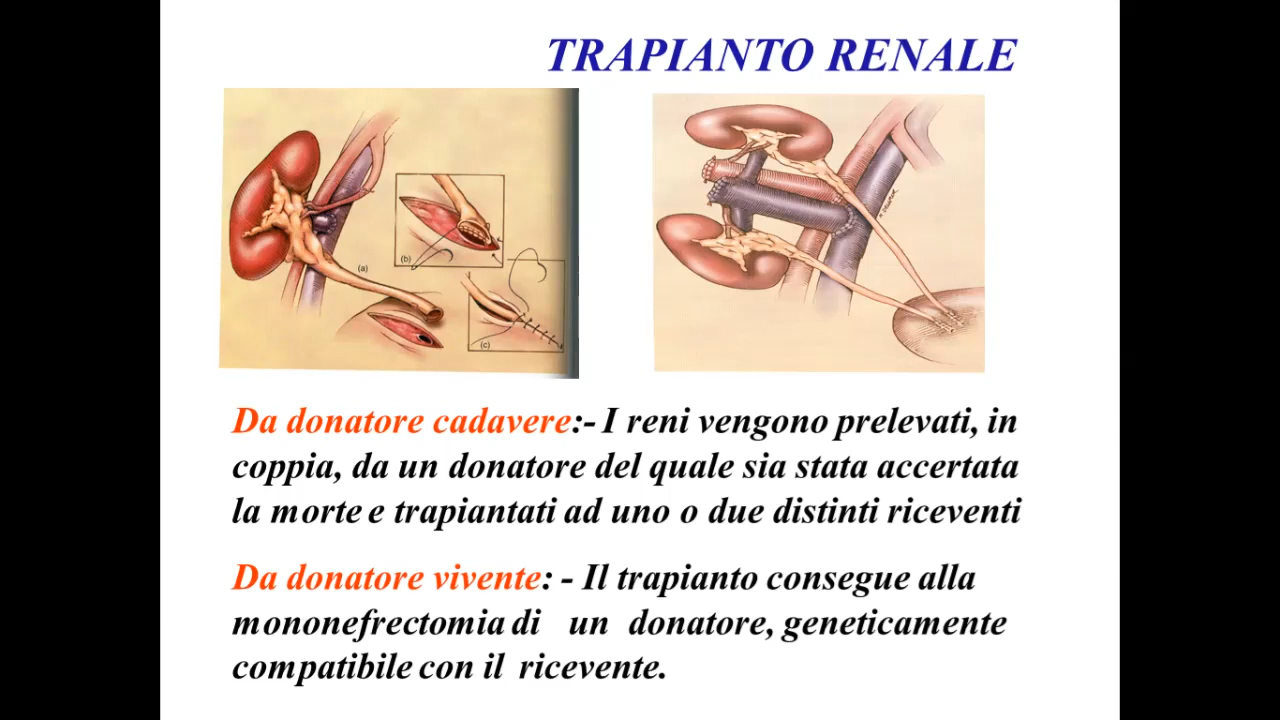 TRAPIANTO RENALE
(a)
(b)
(c)
Da donatore cadavere:- I reni vengono prelevati, in
coppia, da un donatore del quale sia stata accertata
la morte e trapiantati ad uno o due distinti riceventi
Da donatore vivente: - Il trapianto consegue alla
mononefrectomia di un donatore, geneticamente
compatibile con il ricevente.